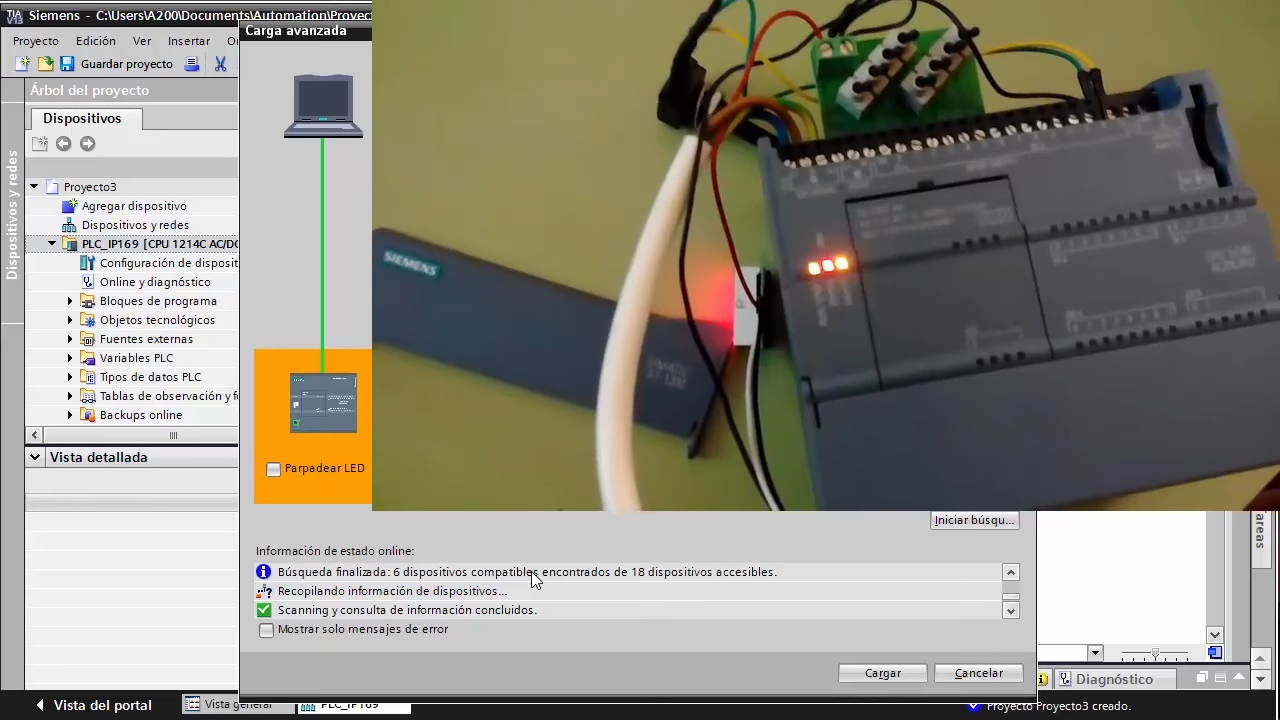 TIA
V13
Siemens - C:\Users\A200\Documents\Automation\Proyec
Proyecto Edición Ver Insertar
Guardar proyecto
Árbol del proyecto
Dispositivos
Dispositivos y redes
Proyecto3
Agregar dispositivo
Dispositivos y redes
PLC_IP169 [CPU 1214C AC/DC
Configuración de disposit
Online y diagnóstico
Bloques de programa
Objetos tecnológicos
Fuentes externas
Variables PLC
Tipos de datos PLC
Tablas de observación y f
Backups online
Vista detallada
Carga avanzada
Parpadear LED
SIEMENS
Iniciar búsqu...
Información de estado online:
Búsqueda finalizada: 6 dispositivos compatibles encontrados de 18 dispositivos accesibles.
Recopilando información de dispositivos...
Scanning y consulta de información concluidos.
Mostrar solo mensajes de error
Cargar
Cancelar
Tareas
Diagnóstico
Vista del portal
Vista general
PLC_IP169
Proyecto Proyecto3 creado.